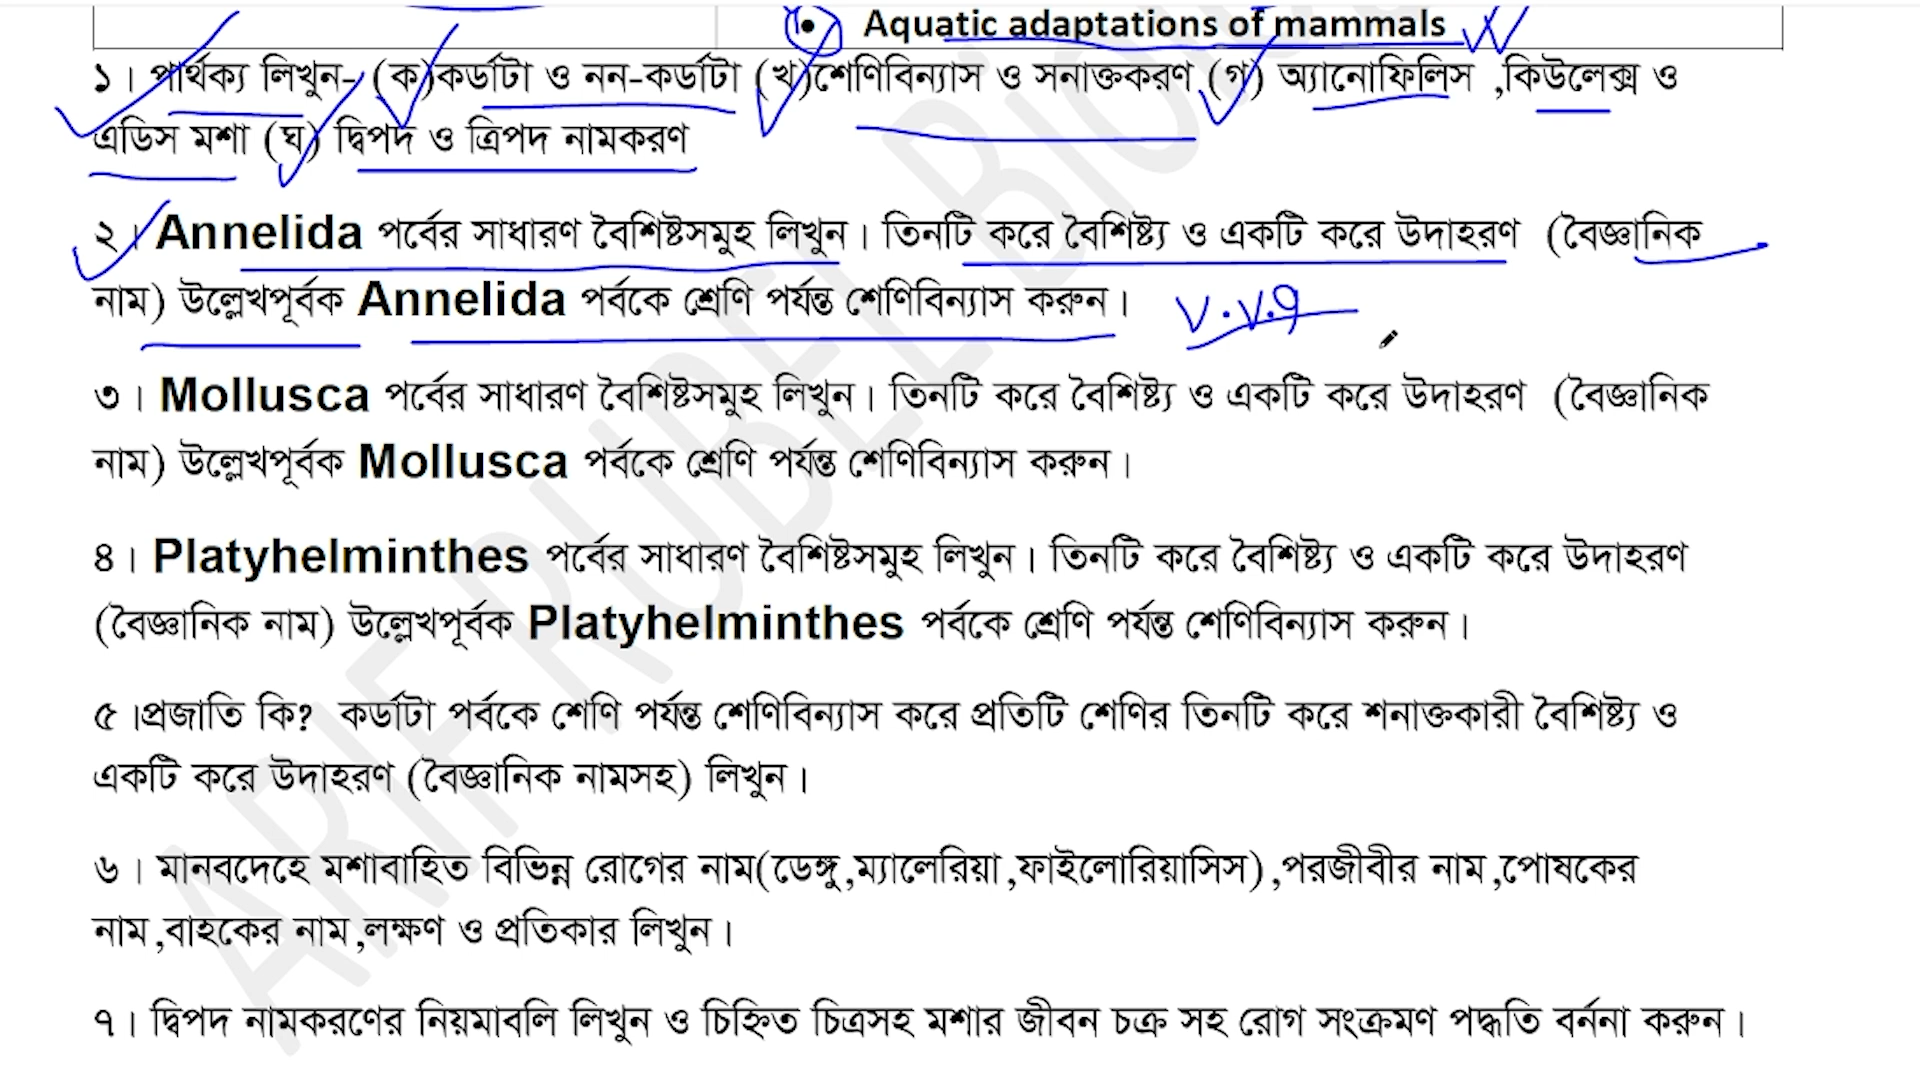 Aquatic adaptations of mammals
১। পার্থক্য লিখুন- (ক)কর্ডাটা ও নন-কর্ডাটা (খ)শেণিবিন্যাস ও সনাক্তকরণ (গ) অ্যানোফিলিস ,কিউলেক্স ও
এডিস মশা (ঘ) দ্বিপদ ও ত্রিপদ নামকরণ
২। Annelida পর্বের সাধারণ বৈশিষ্টসমুহ লিখুন। তিনটি করে বৈশিষ্ট্য ও একটি করে উদাহরণ (বৈজ্ঞানিক
নাম) উল্লেখপূর্বক Annelida পর্বকে শ্রেণি পর্যন্ত শেণিবিন্যাস করুন। v.v.9
৩। Mollusca পর্বের সাধারণ বৈশিষ্টসমুহ লিখুন। তিনটি করে বৈশিষ্ট্য ও একটি করে উদাহরণ (বৈজ্ঞানিক
নাম) উল্লেখপূর্বক Mollusca পর্বকে শ্রেণি পর্যন্ত শেণিবিন্যাস করুন।
৪। Platyhelminthes পর্বের সাধারণ বৈশিষ্টসমুহ লিখুন। তিনটি করে বৈশিষ্ট্য ও একটি করে উদাহরণ
(বৈজ্ঞানিক নাম) উল্লেখপূর্বক Platyhelminthes পর্বকে শ্রেণি পর্যন্ত শেণিবিন্যাস করুন।
৫।প্রজাতি কি? কর্ডাটা পর্বকে শেণি পর্যন্ত শেণিবিন্যাস করে প্রতিটি শেণির তিনটি করে শনাক্তকারী বৈশিষ্ট্য ও
একটি করে উদাহরণ (বৈজ্ঞানিক নামসহ) লিখুন।
৬। মানবদেহে মশাবাহিত বিভিন্ন রোগের নাম(ডেঙ্গু,ম্যালেরিয়া,ফাইলোরিয়াসিস),পরজীবীর নাম,পোষকের
নাম,বাহকের নাম,লক্ষণ ও প্রতিকার লিখুন।
৭। দ্বিপদ নামকরণের নিয়মাবলি লিখুন ও চিহ্নিত চিত্রসহ মশার জীবন চক্র সহ রোগ সংক্রমণ পদ্ধতি বর্ননা করুন।
ARIF RUBEL BIO